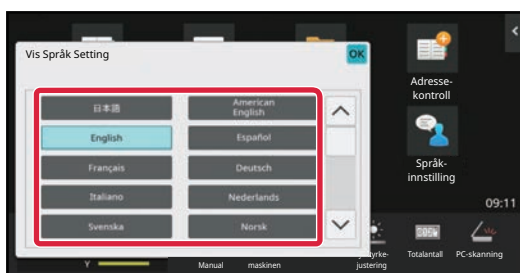 Vis Språk Setting
OK
日本語
American
English
English
Español
Français
Deutsch
Italiano
Nederlands
Svenska
Norsk
Adresse-
kontroll
Språk-
innstilling
09:11
Y
Manual
maskinen
justering
Totalantall
PC-skanning